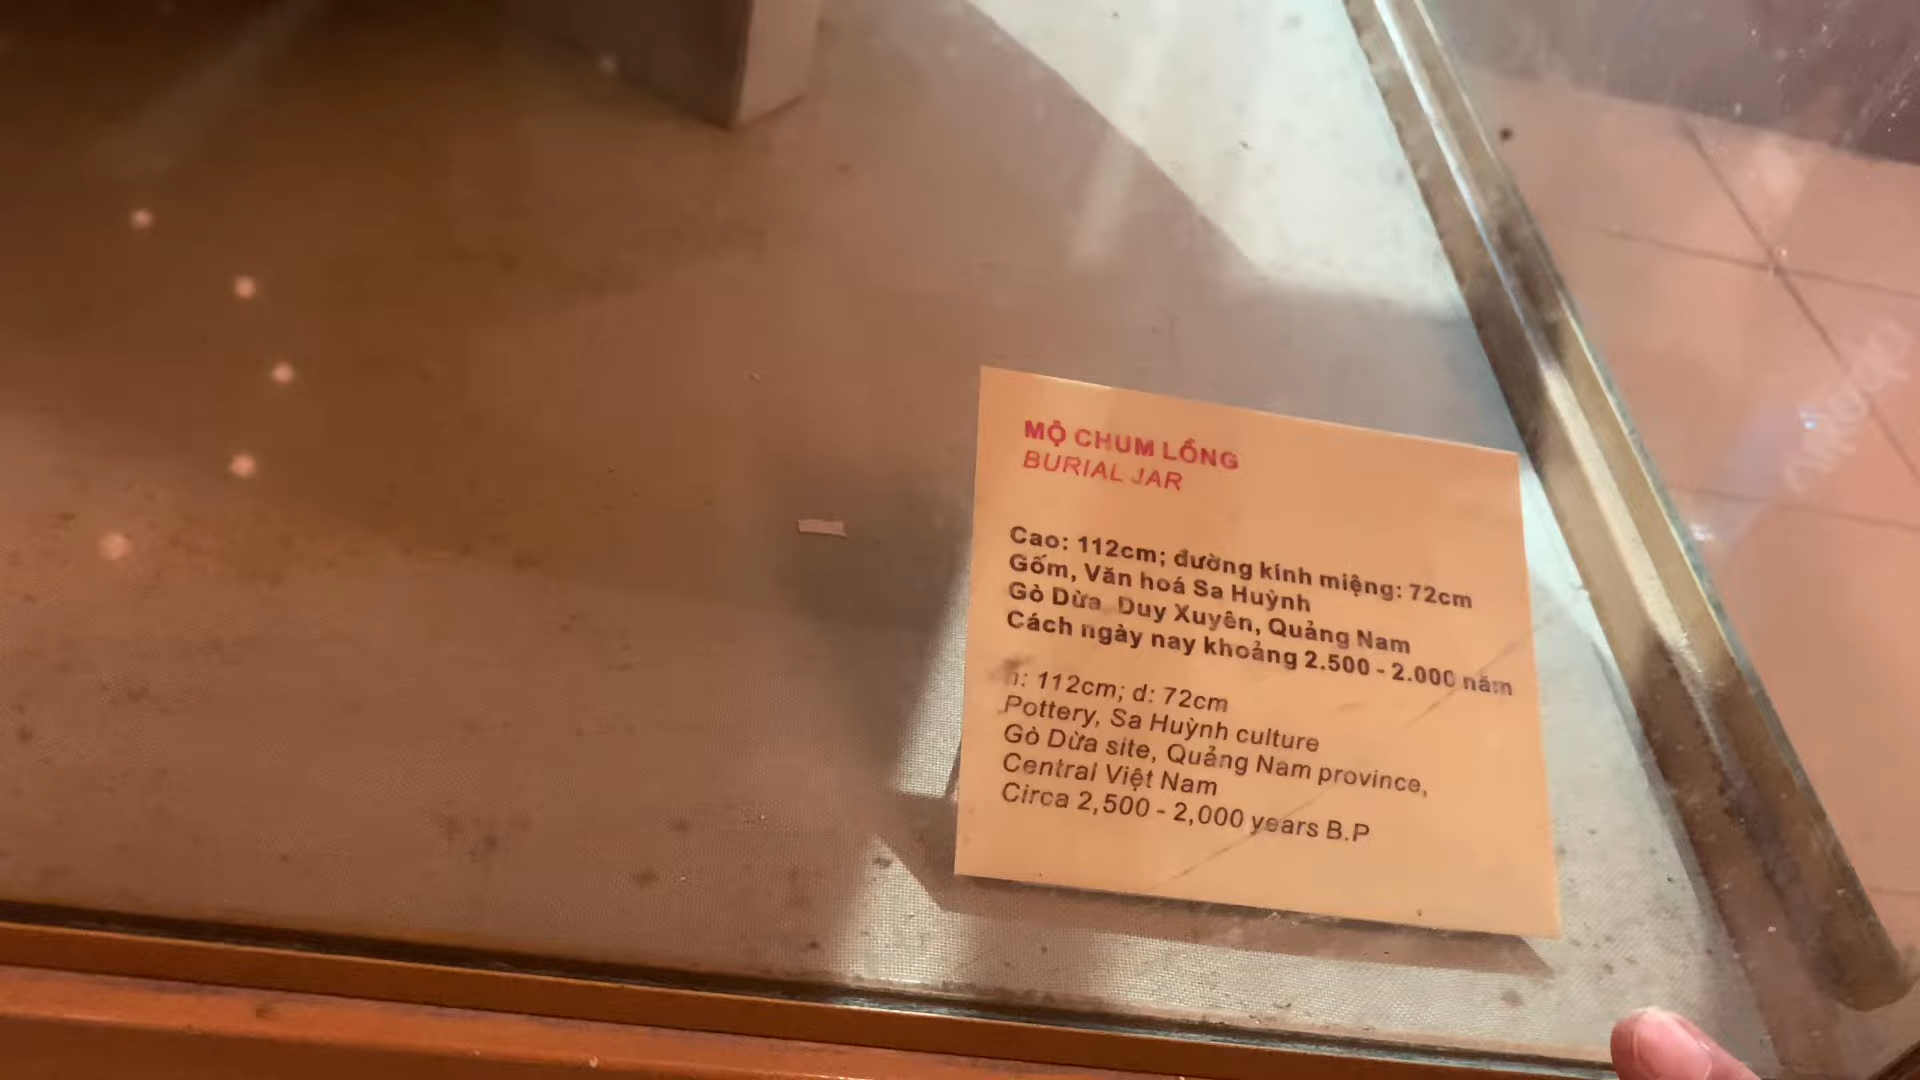 MỘ CHUM LỒNG
BURIAL JAR
Cao: 112cm; đường kính miệng: 72cm
Gốm, Văn hoá Sa Huỳnh
Gò Dừa, Duy Xuyên, Quảng Nam
Cách ngày nay khoảng 2.500 - 2.000 năm
h: 112cm; d: 72cm
Pottery, Sa Huỳnh culture
Gò Dừa site, Quảng Nam province,
Central Việt Nam
Circa 2,500 - 2,000 years B.P